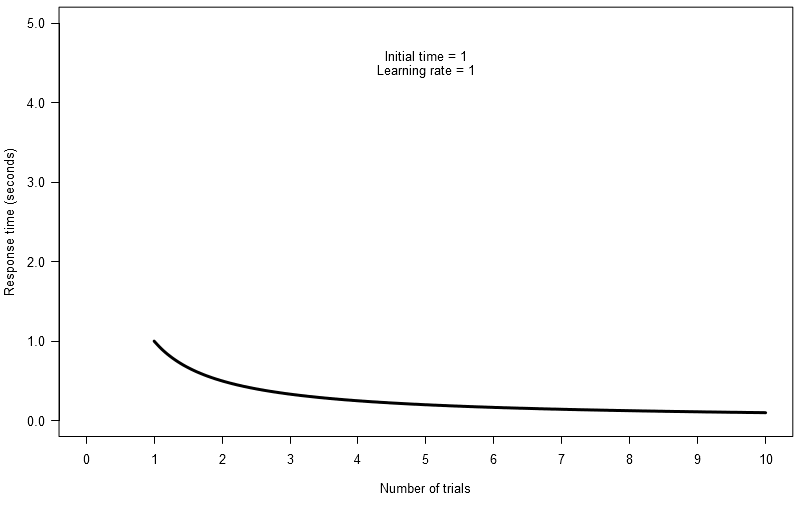 Initial time = 1
Learning rate = 1
Response time (seconds)
5.0
4.0
3.0
2.0
1.0
0.0
0 1 2 3 4 5 6 7 8 9 10
Number of trials